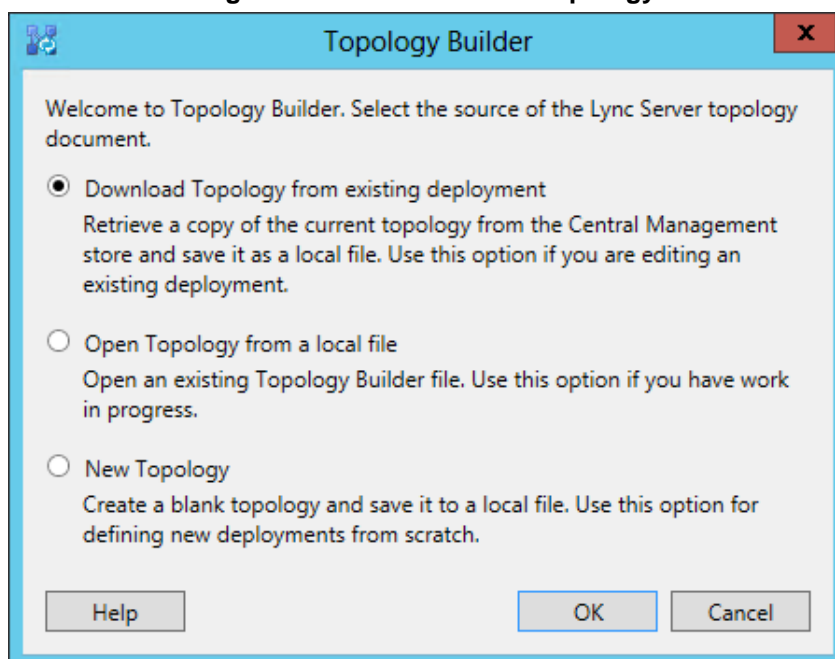 Topology Builder
x
Welcome to Topology Builder. Select the source of the Lync Server topology
document.
Download Topology from existing deployment
Retrieve a copy of the current topology from the Central Management
store and save it as a local file. Use this option if you are editing an
existing deployment.
Open Topology from a local file
Open an existing Topology Builder file. Use this option if you have work
in progress.
New Topology
Create a blank topology and save it to a local file. Use this option for
defining new deployments from scratch.
Help
OK
Cancel